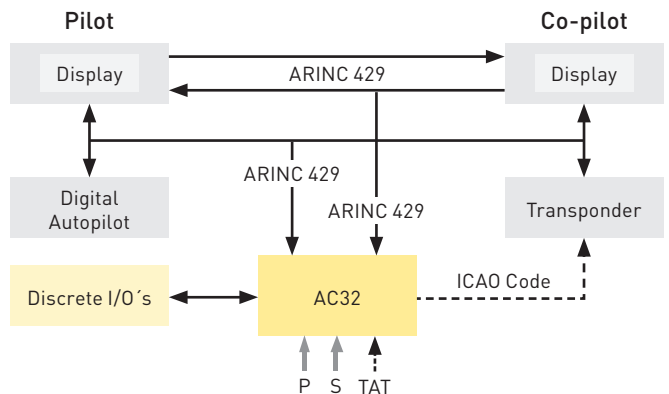 Pilot
Co-pilot
Display
ARINC 429
Display
ARINC 429
ARINC 429
Digital
Autopilot
Transponder
Discrete I/O´s
AC32
ICAO Code
P
S
TAT